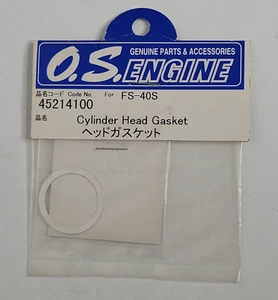 GENUINE PARTS & ACCESSORIES
O.S. ENGINE
品名コード Code No. For FS-40S
45214100
品名 Cylinder Head Gasket
ヘッドガスケット